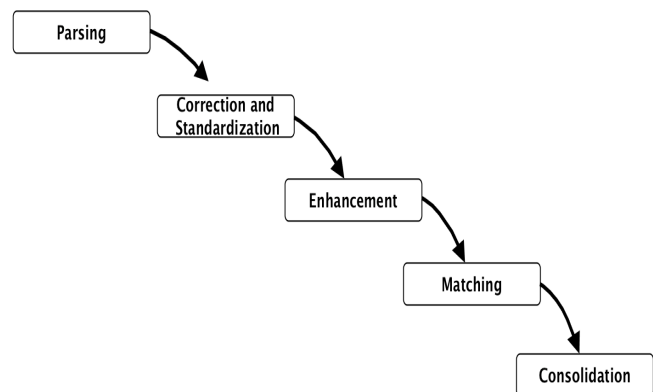 Parsing
Correction and
Standardization
Enhancement
Matching
Consolidation